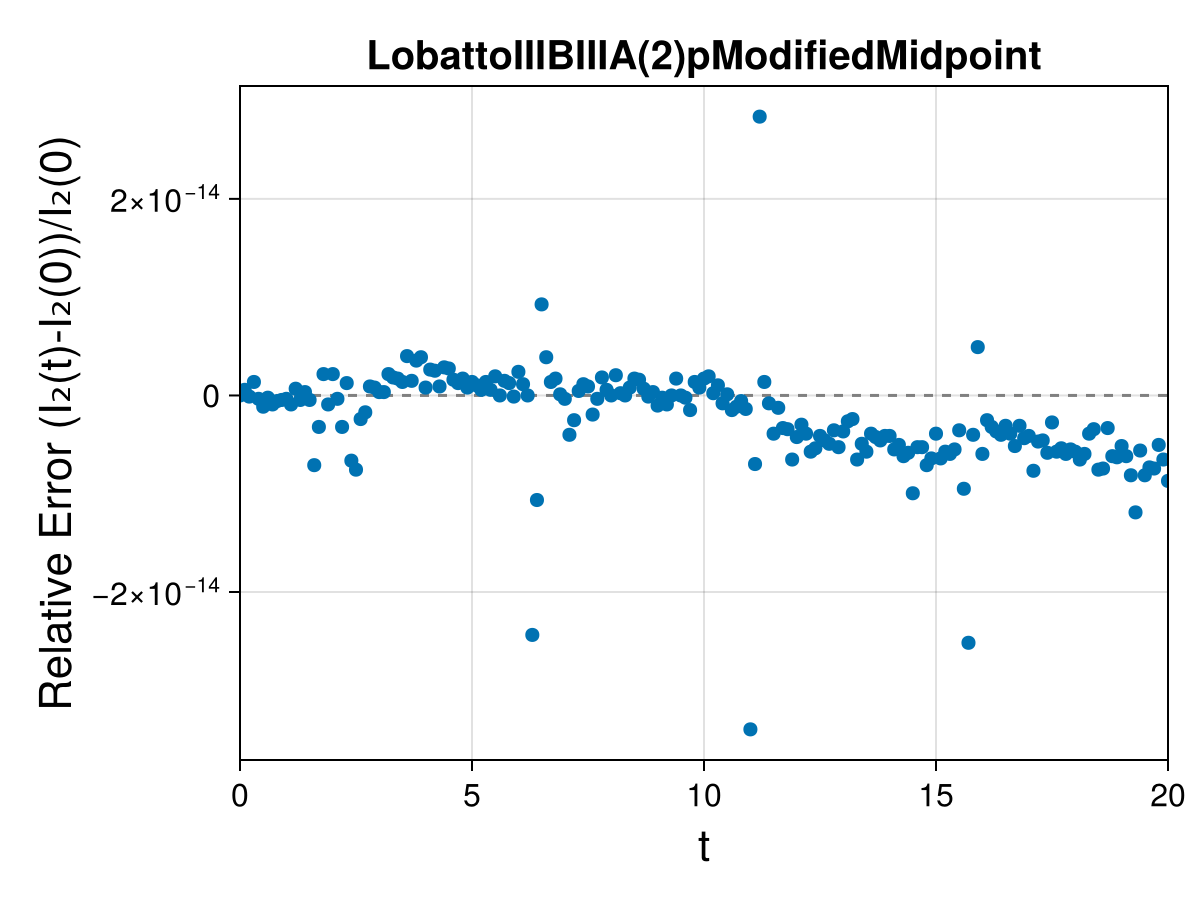 LobattoIIIBIIIA(2)pModifiedMidpoint
Relative Error (I₂(t)-I₂(0))/I₂(0)
2×10⁻¹⁴
0
−2×10⁻¹⁴
0 5 10 15 20
t